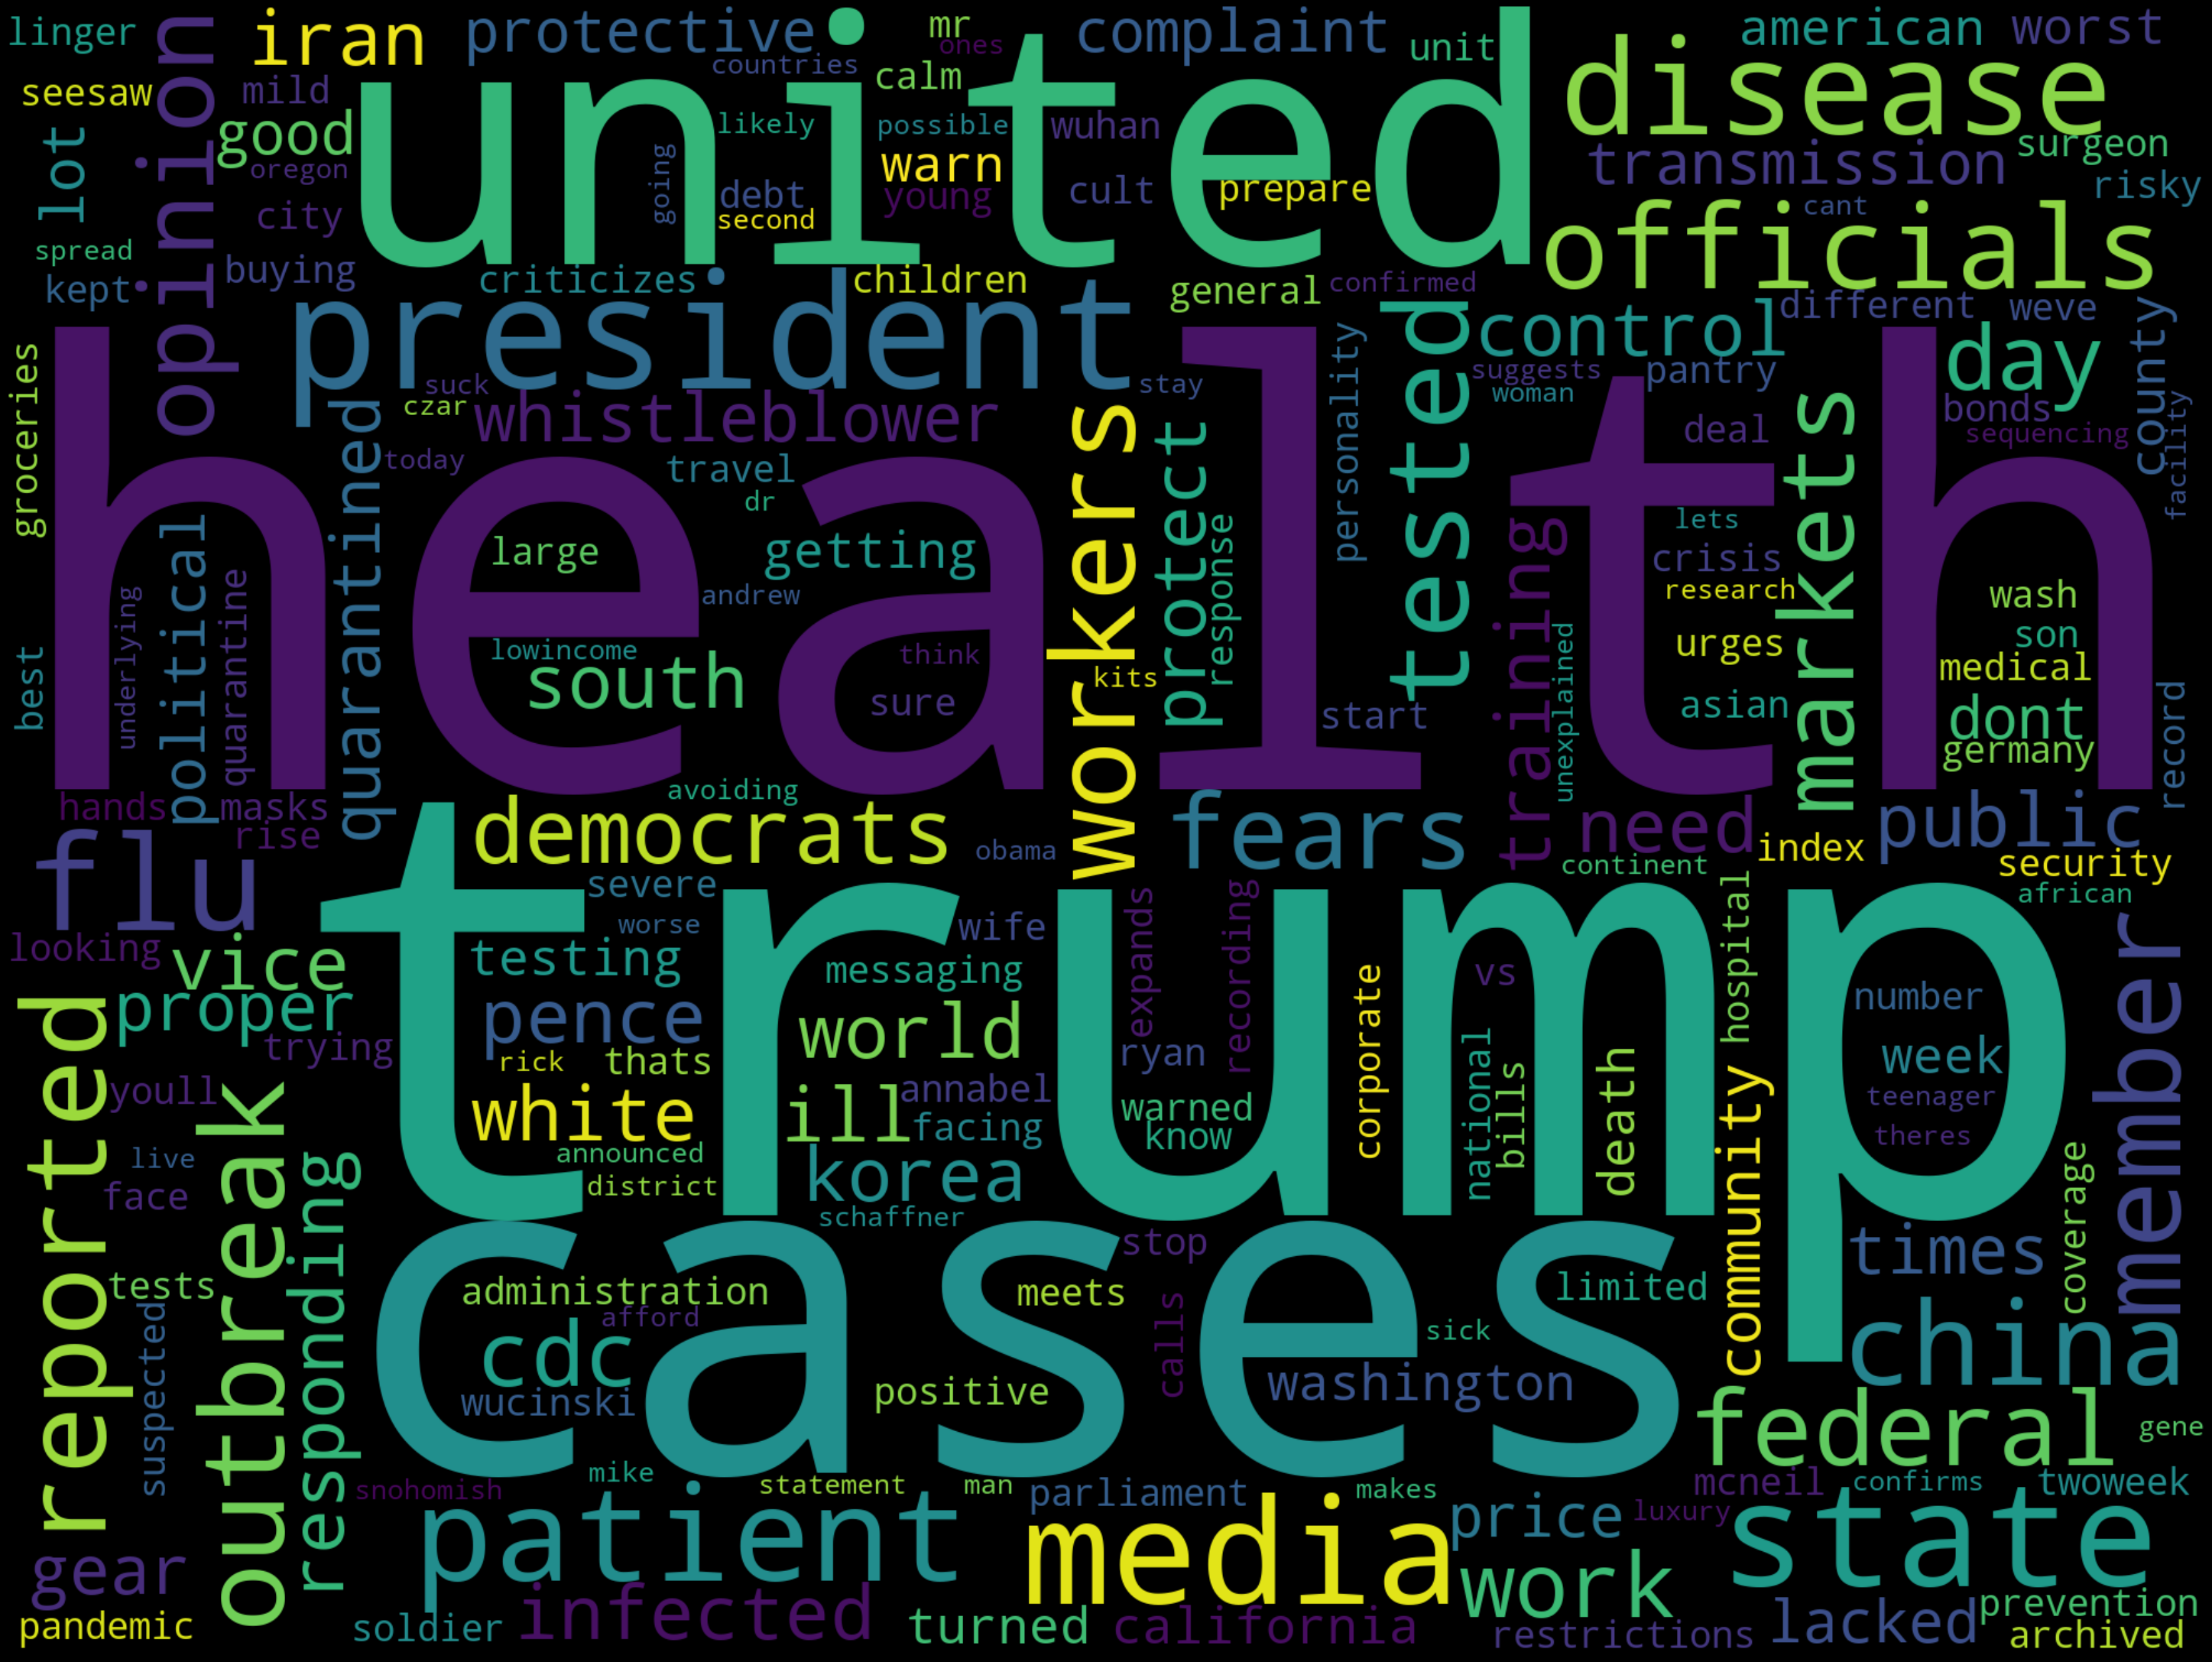 linger
iran
protective
mr
ones
complaint
unit
american
worst
seesaw
mild
opinion
united
countries
calm
disease
good
likely
possible
wuhan
surgeon
lot
oregon
going
warn
transmission
risky
city
debt
young
cult
prepare
cant
second
officials
spread
kept
buying
criticizes
children
general
confirmed
different
weve
county
president
tested
control
day
groceries
suck
stay
personality
suggests
pantry
woman
czar
whistleblower
workers
protect
markets
deal
bonds
sequencing
facility
health
today
travel
quarantined
dr
training
lets
political
large
getting
response
crisis
research
wash
underlying
quarantine
andrew
best
lowincome
think
unexplained
urges
son
south
kits
medical
sure
start
asian
dont
germany
record
hands
masks
avoiding
rise
democrats
fears
need
index
public
flu
obama
continent
security
severe
african
trump
worse
wife
expands
recording
hospital
looking
vice
testing
messaging
vs
member
proper
pence
world
corporate
number
reported
trying
rick
thats
ryan
national
week
youll
white
ill
annabel
warned
bills
death
community
teenager
outbreak
facing
know
theres
live
announced
responding
face
district
korea
coverage
schaffner
cases
stop
times
tests
administration
meets
limited
suspected
afford
calls
china
cdc
sick
wucinski
positive
washington
federal
gene
snohomish
mike
statement
man
parliament
makes
mcneil
confirms
twoweek
patient
media
price
luxury
state
gear
work
infected
prevention
pandemic
soldier
turned
california
restrictions
lacked
archived